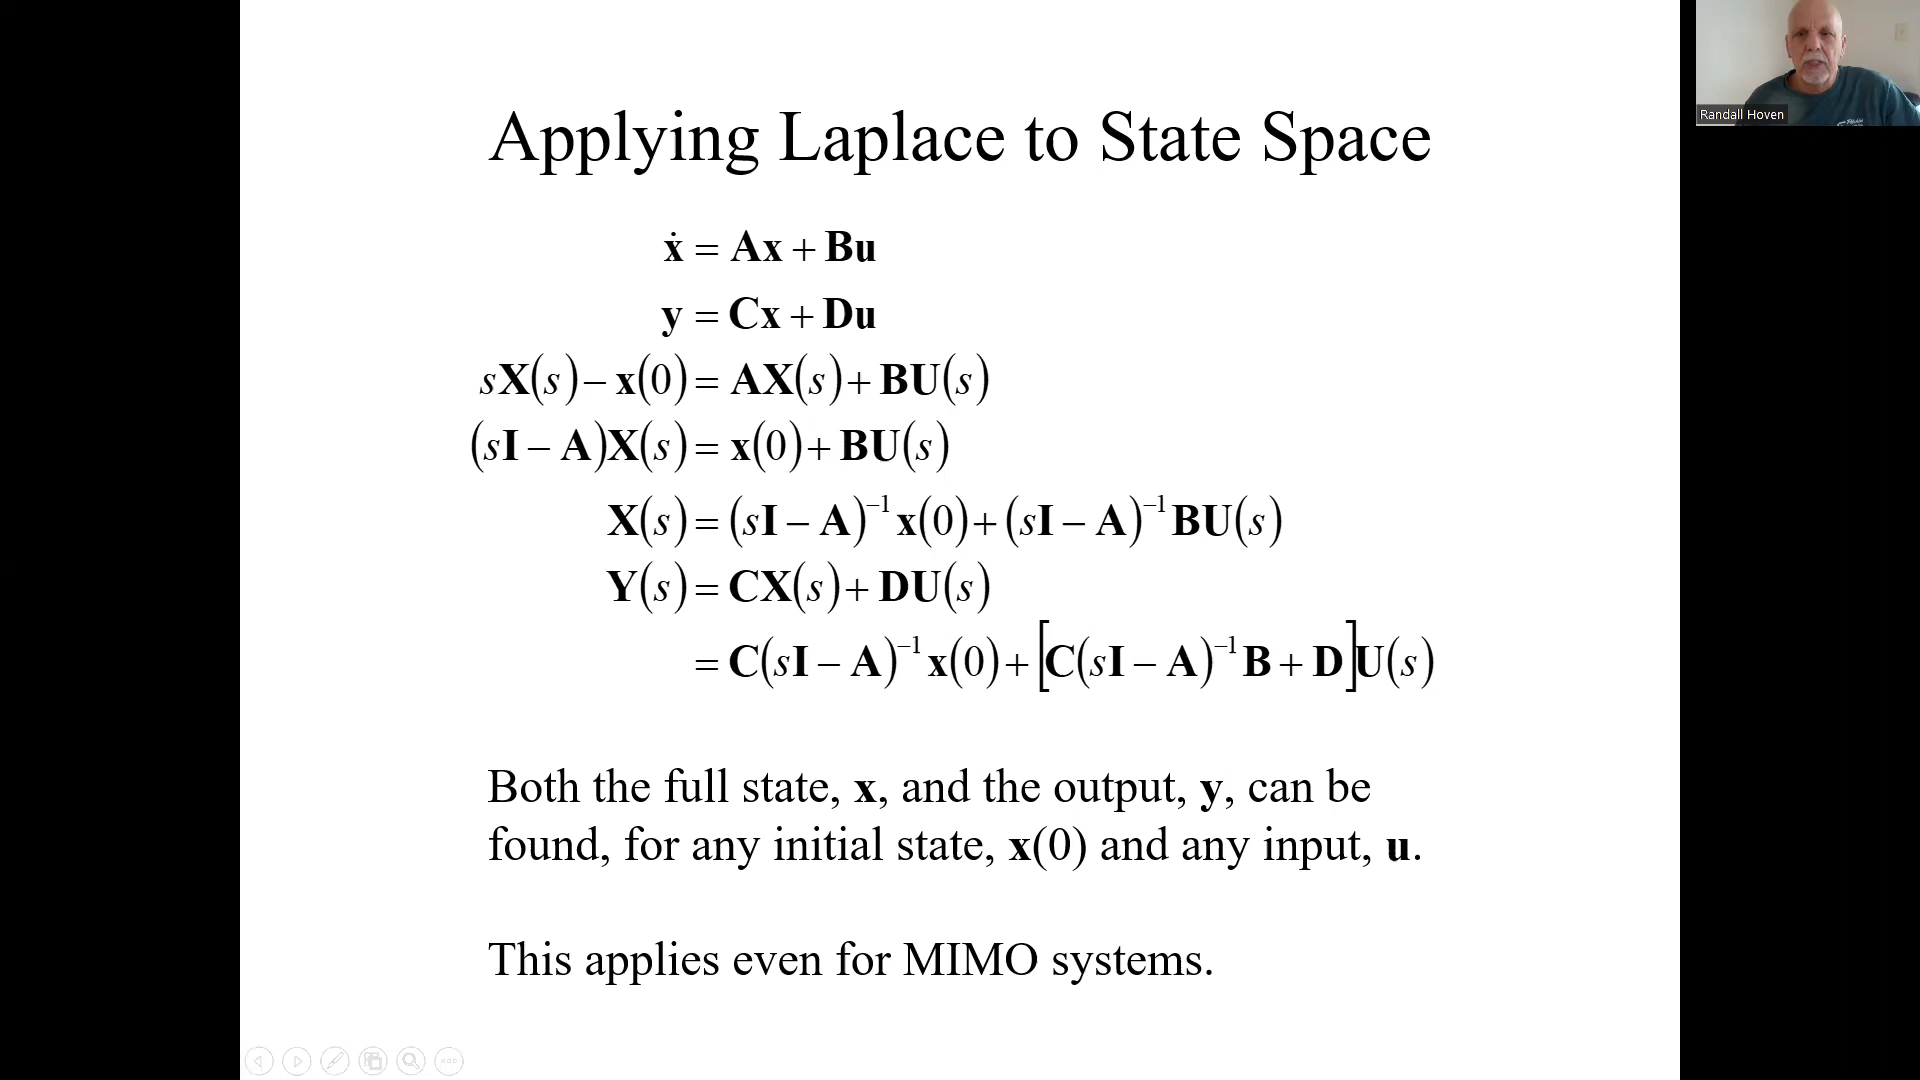 Applying Laplace to State Space
ẋ = Ax + Bu
y = Cx + Du
sX(s) − x(0) = AX(s) + BU(s)
(sI − A)X(s) = x(0) + BU(s)
X(s) = (sI − A)⁻¹ x(0) + (sI − A)⁻¹ BU(s)
Y(s) = CX(s) + DU(s)
= C(sI − A)⁻¹ x(0) + [C(sI − A)⁻¹ B + D]U(s)
Both the full state, x, and the output, y, can be
found, for any initial state, x(0) and any input, u.
This applies even for MIMO systems.
Randall Hoven